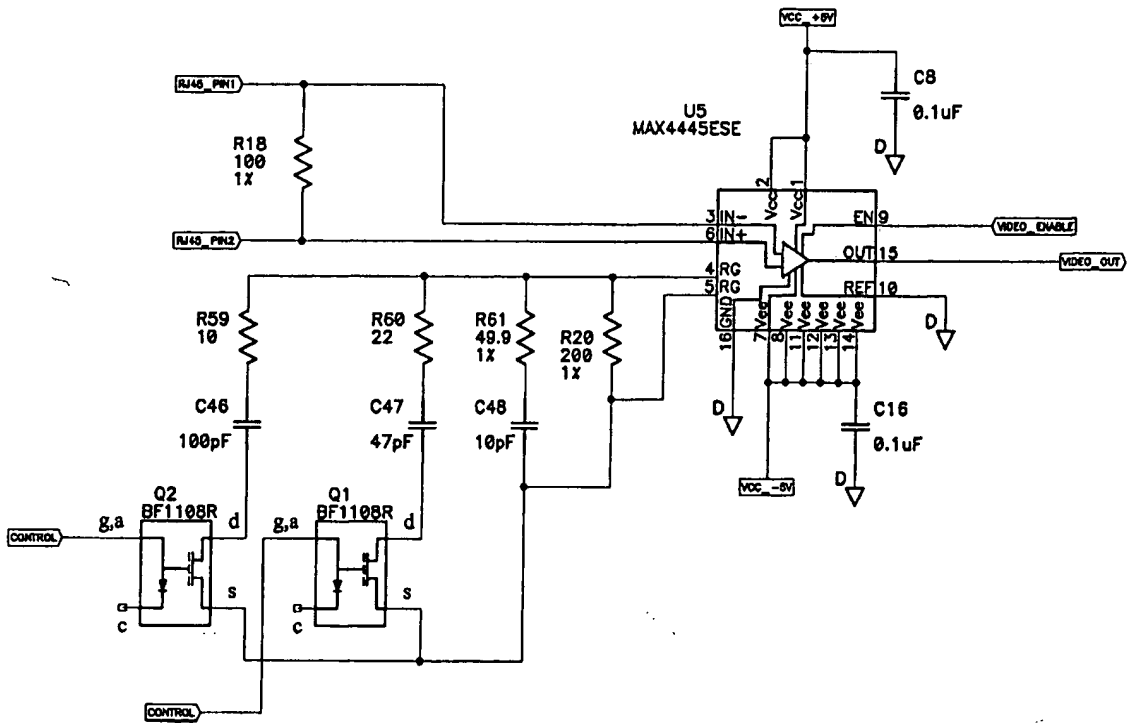 VCC_+5V
C8
0.1uF
D
RJ45_PIN1
U5
MAX4445ESE
R18
100
1%
2
1
Vcc
Vcc
3
IN-
6
IN+
EN
9
VIDEO_ENABLE
RJ45_PIN2
OUT
15
VIDEO_OUT
4
RG
5
RG
REF
10
D
GND
Vee
Vee
Vee
Vee
Vee
Vee
16
7
8
11
12
13
14
R59
10
R60
22
R61
49.9
1%
R20
200
1%
D
C16
0.1uF
D
VCC_-5V
C46
100pF
C47
47pF
C48
10pF
Q2
BF1108R
g,a
d
s
c
CONTROL
Q1
BF1108R
g,a
d
s
c
CONTROL